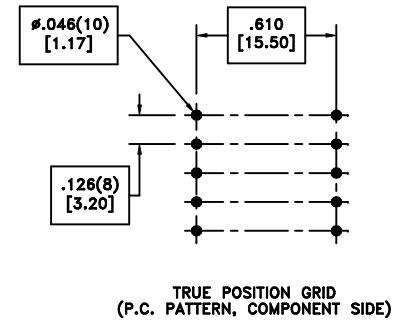 ø.046(10)
[1.17]
.610
[15.50]
.126(8)
[3.20]
TRUE POSITION GRID
(P.C. PATTERN, COMPONENT SIDE)